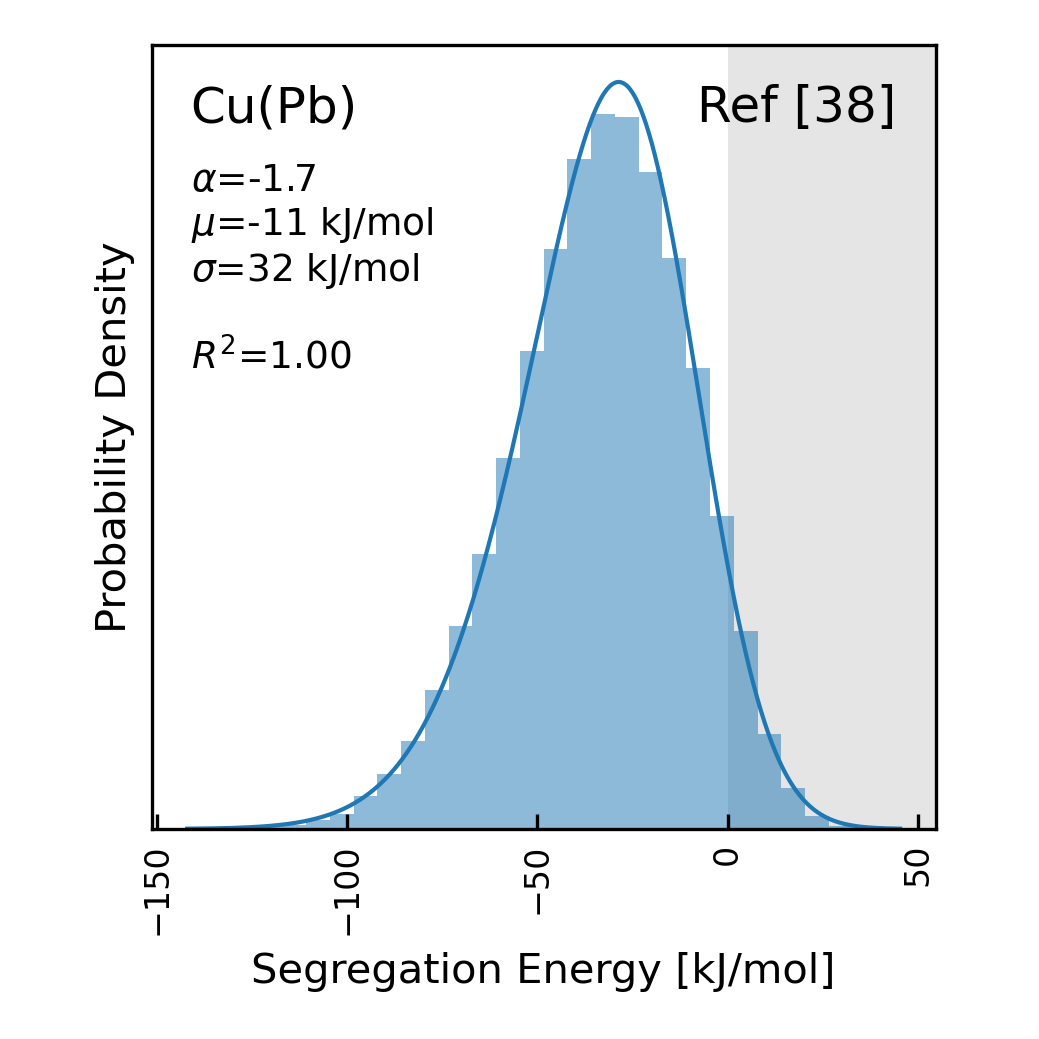 Cu(Pb)
Ref [38]
α=-1.7
μ=-11 kJ/mol
σ=32 kJ/mol
R²=1.00
Probability Density
−150
−100
−50
0
50
Segregation Energy [kJ/mol]